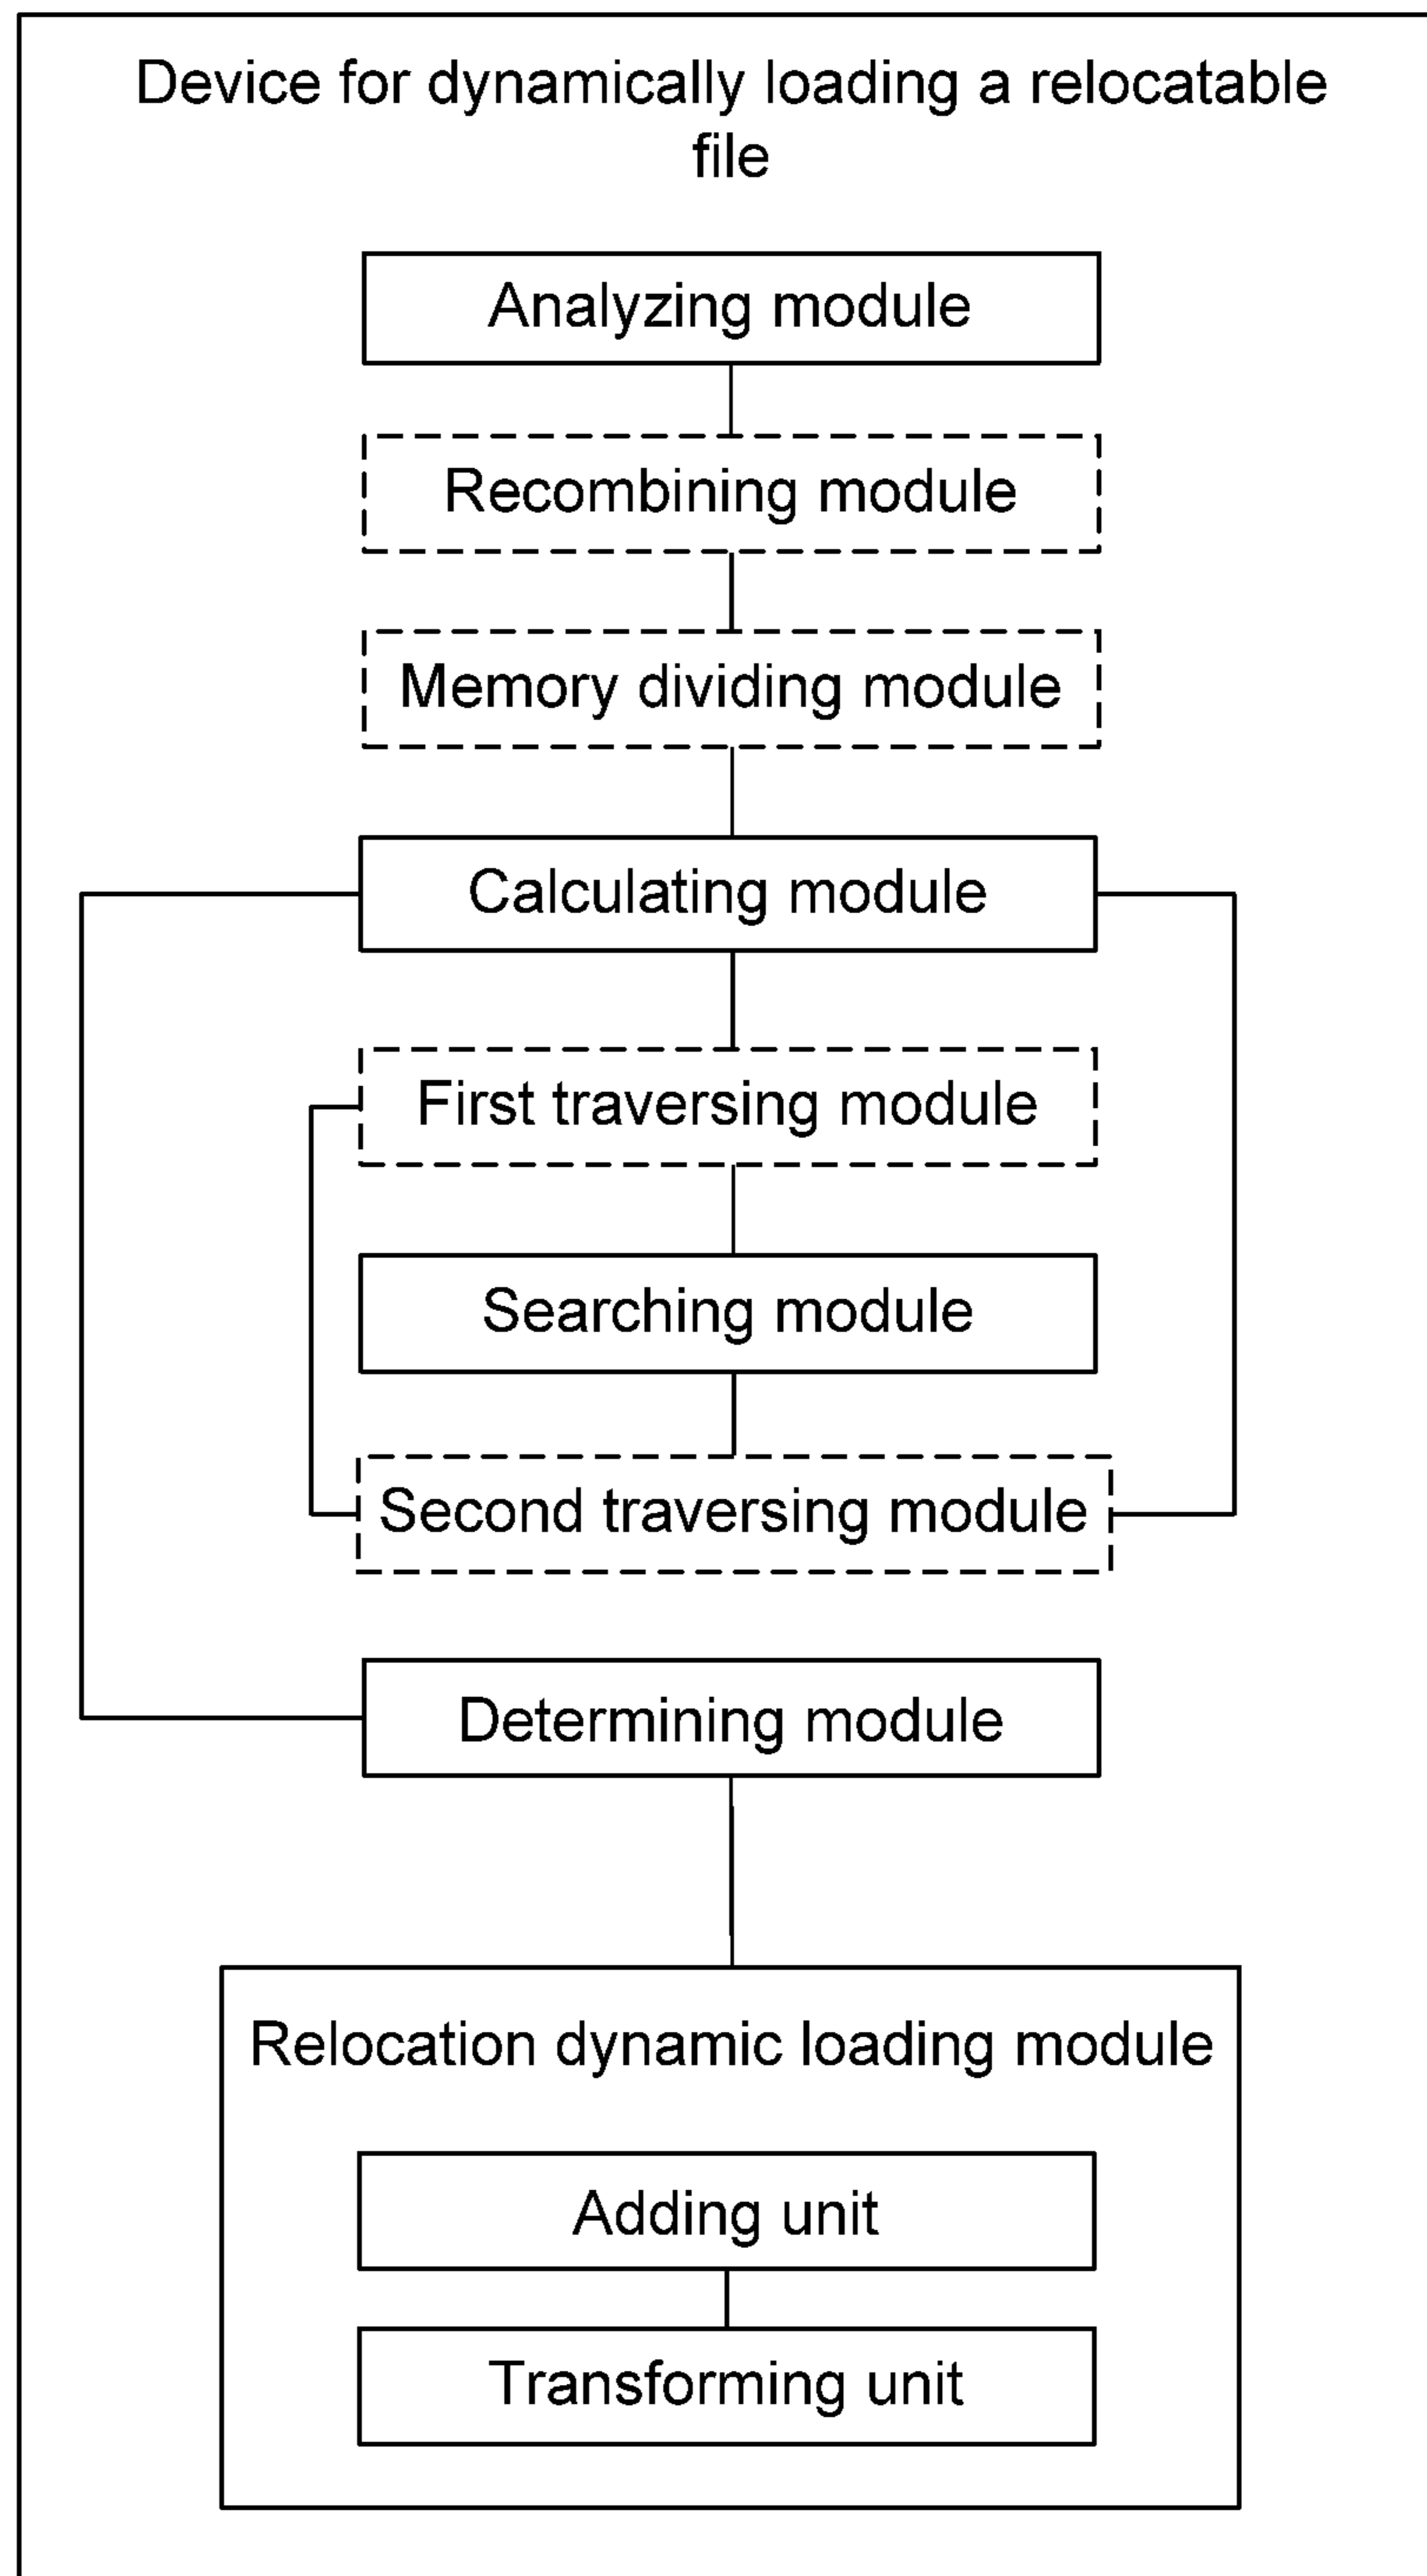 Device for dynamically loading a relocatable
file
Analyzing module
Recombining module
Memory dividing module
Calculating module
First traversing module
Searching module
Second traversing module
Determining module
Relocation dynamic loading module
Adding unit
Transforming unit